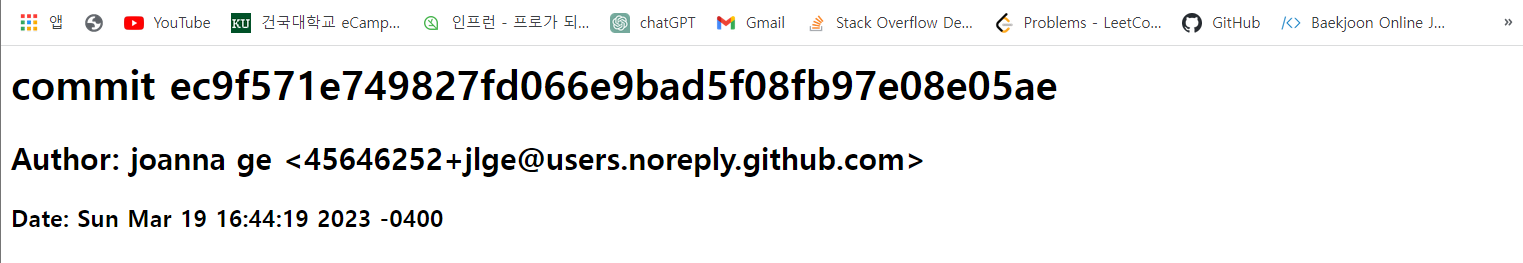 앱 YouTube 건국대학교 eCamp... 인프런 - 프로가 되... chatGPT Gmail Stack Overflow De... Problems - LeetCo... GitHub Baekjoon Online J... »
commit ec9f571e749827fd066e9bad5f08fb97e08e05ae
Author: joanna ge <45646252+jlge@users.noreply.github.com>
Date: Sun Mar 19 16:44:19 2023 -0400